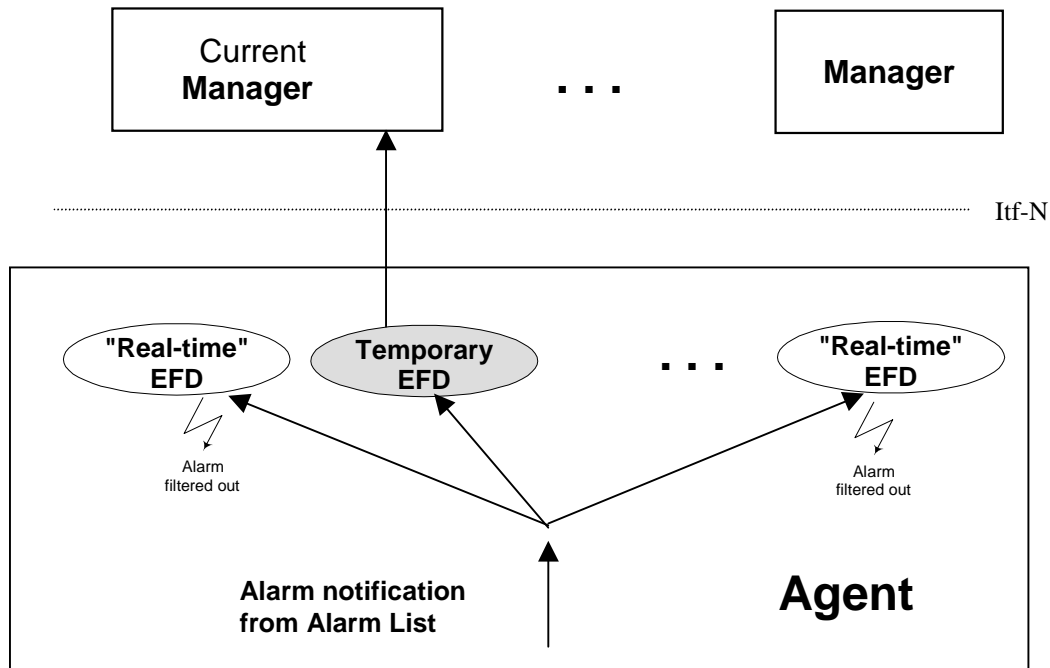 Current
Manager
. . .
Manager
Itf-N
"Real-time"
EFD
Temporary
EFD
. . .
"Real-time"
EFD
Alarm
filtered out
Alarm
filtered out
Alarm notification
from Alarm List
Agent